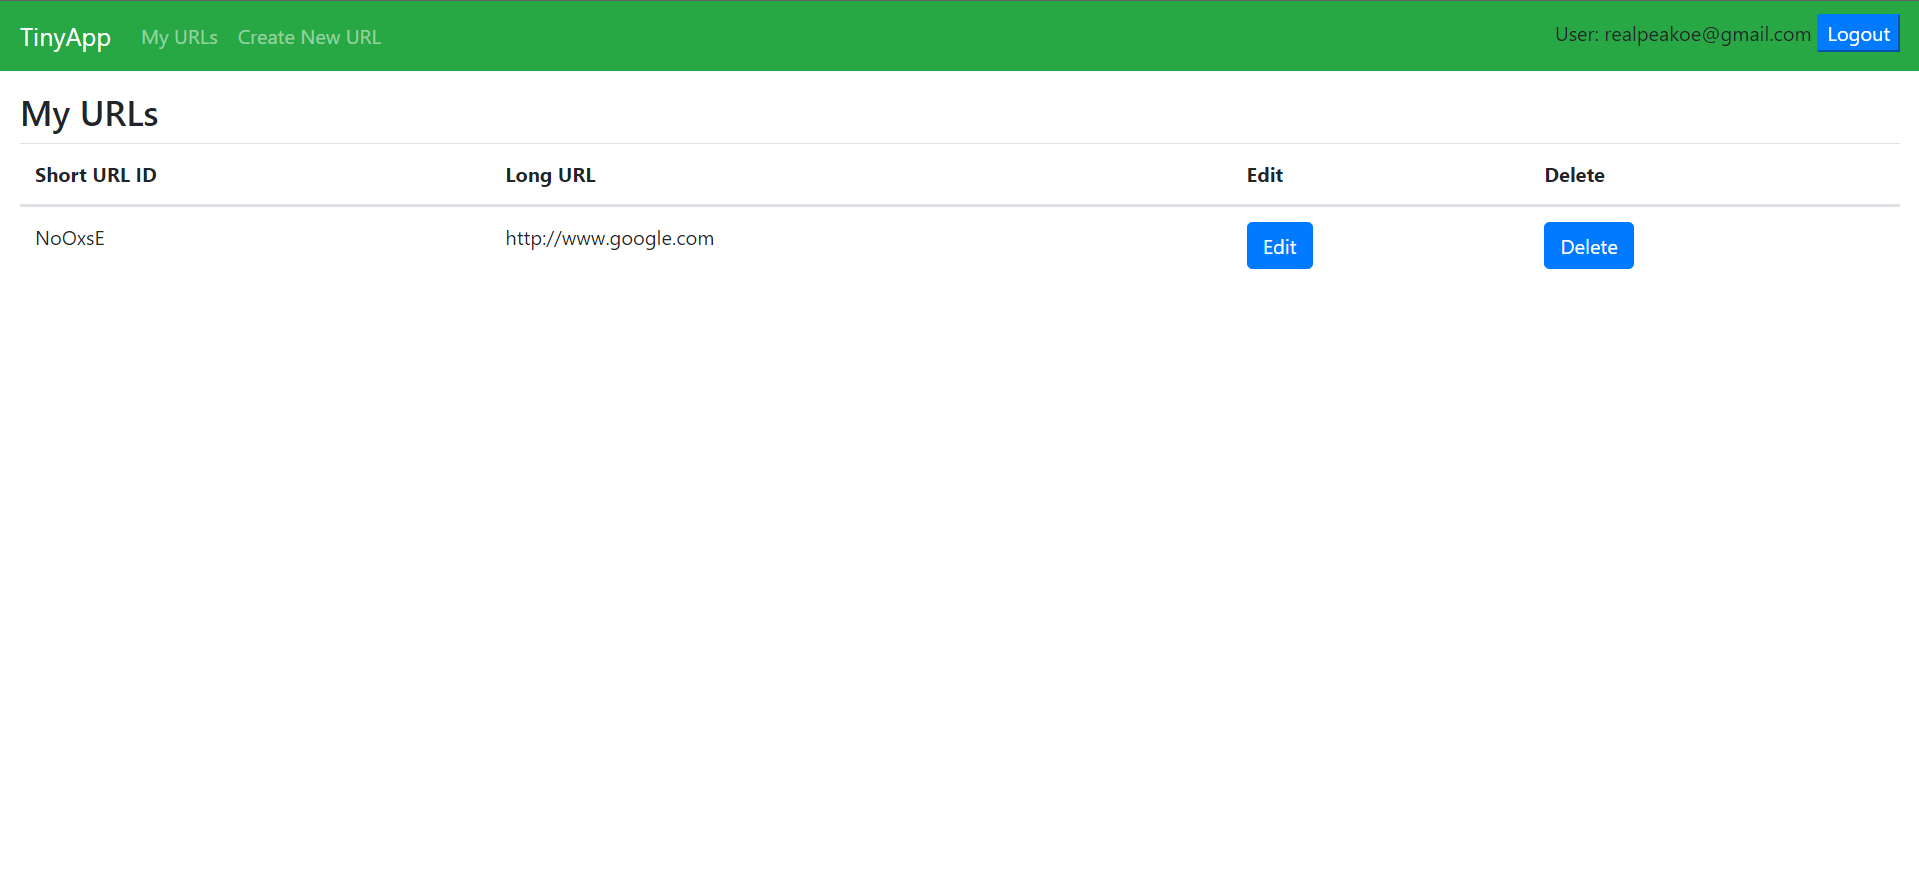 TinyApp My URLs Create New URL User: realpeakoe@gmail.com Logout
My URLs
Short URL ID Long URL Edit Delete
NoOxsE http://www.google.com Edit Delete